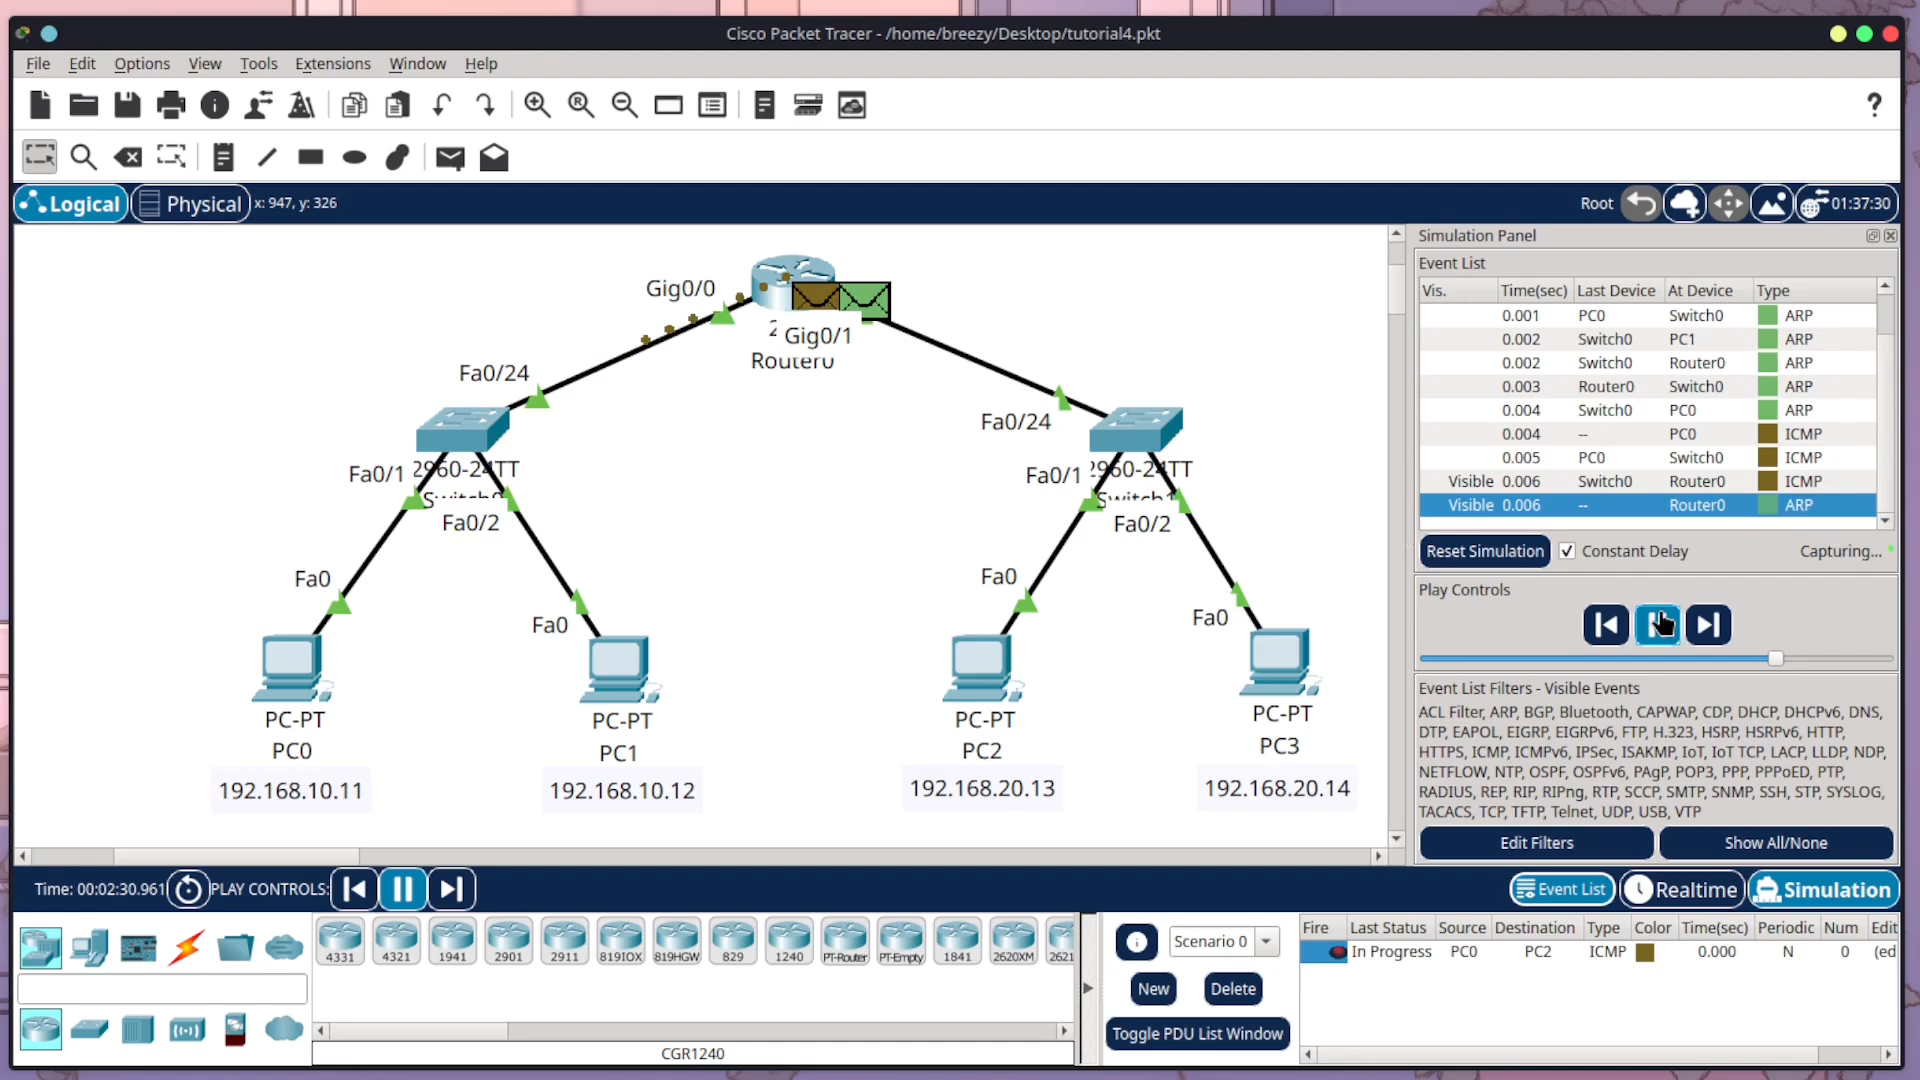 Cisco Packet Tracer - /home/breezy/Desktop/tutorial4.pkt
File Edit Options View Tools Extensions Window Help
?
Logical Physical x: 947, y: 326 Root 01:37:30
Gig0/0
Gig0/1
Router0
Fa0/24
Fa0/24
Fa0/1 2960-24TT
Switch0
Fa0/2
Fa0/1 2960-24TT
Switch1
Fa0/2
Fa0
Fa0
Fa0
Fa0
PC-PT
PC0
192.168.10.11
PC-PT
PC1
192.168.10.12
PC-PT
PC2
192.168.20.13
PC-PT
PC3
192.168.20.14
Simulation Panel
Event List
Vis. Time(sec) Last Device At Device Type
0.001 PC0 Switch0 ARP
0.002 Switch0 PC1 ARP
0.002 Switch0 Router0 ARP
0.003 Router0 Switch0 ARP
0.004 Switch0 PC0 ARP
0.004 -- PC0 ICMP
0.005 PC0 Switch0 ICMP
Visible 0.006 Switch0 Router0 ICMP
Visible 0.006 -- Router0 ARP
Reset Simulation Constant Delay Capturing...
Play Controls
Event List Filters - Visible Events
ACL Filter, ARP, BGP, Bluetooth, CAPWAP, CDP, DHCP, DHCPv6, DNS,
DTP, EAPOL, EIGRP, EIGRPv6, FTP, H.323, HSRP, HSRPv6, HTTP,
HTTPS, ICMP, ICMPv6, IPSec, ISAKMP, IoT, IoT TCP, LACP, LLDP, NDP,
NETFLOW, NTP, OSPF, OSPFv6, PAgP, POP3, PPP, PPPoED, PTP,
RADIUS, REP, RIP, RIPng, RTP, SCCP, SMTP, SNMP, SSH, STP, SYSLOG,
TACACS, TCP, TFTP, Telnet, UDP, USB, VTP
Edit Filters Show All/None
Time: 00:02:30.961 PLAY CONTROLS: Event List Realtime Simulation
4331 4321 1941 2901 2911 819IOX 819HGW 829 1240 PT-Router PT-Empty 1841 2620XM 2621
CGR1240
Scenario 0
New Delete
Toggle PDU List Window
Fire Last Status Source Destination Type Color Time(sec) Periodic Num Edit
In Progress PC0 PC2 ICMP 0.000 N 0 (ed